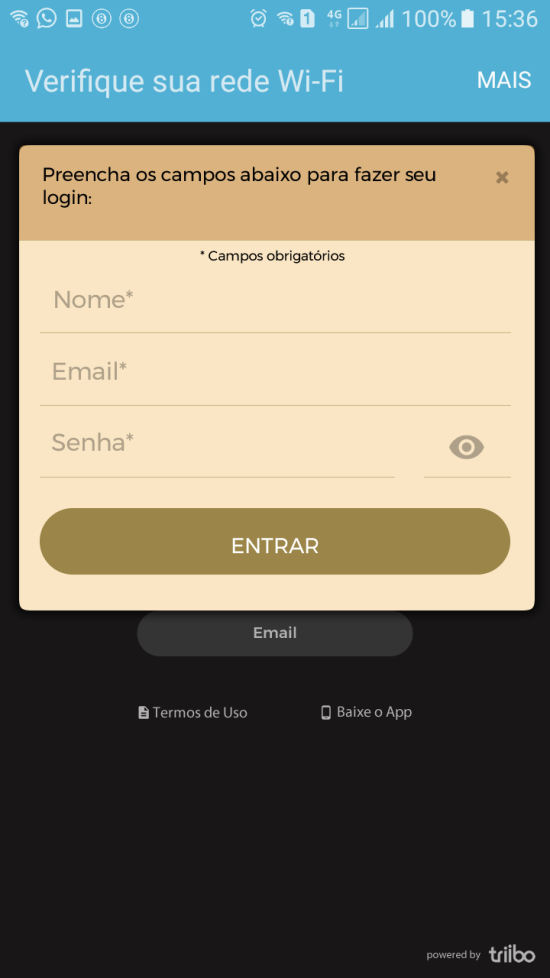 1 4G 100% 15:36
Verifique sua rede Wi-Fi MAIS
Preencha os campos abaixo para fazer seu
login:
* Campos obrigatórios
Nome*
Email*
Senha*
ENTRAR
Email
Termos de Uso Baixe o App
powered by triibo